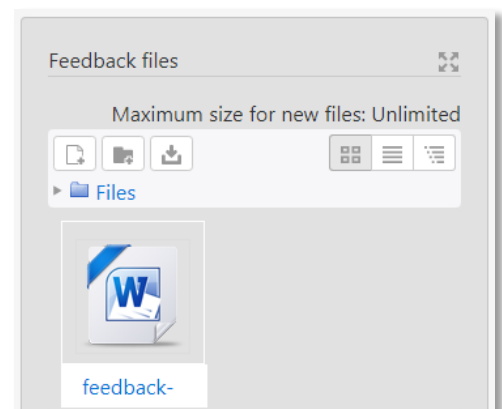 Feedback files
Maximum size for new files: Unlimited
Files
W
feedback-